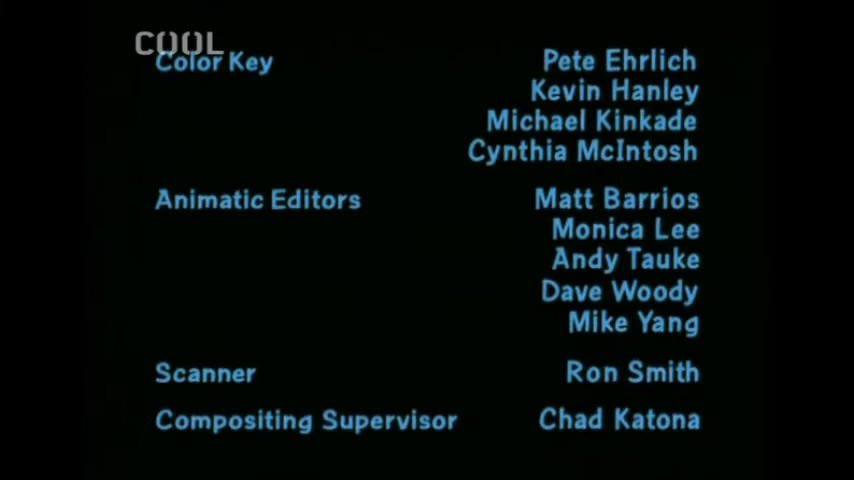 COOL
Color Key Pete Ehrlich
Kevin Hanley
Michael Kinkade
Cynthia McIntosh
Animatic Editors Matt Barrios
Monica Lee
Andy Tauke
Dave Woody
Mike Yang
Scanner Ron Smith
Compositing Supervisor Chad Katona